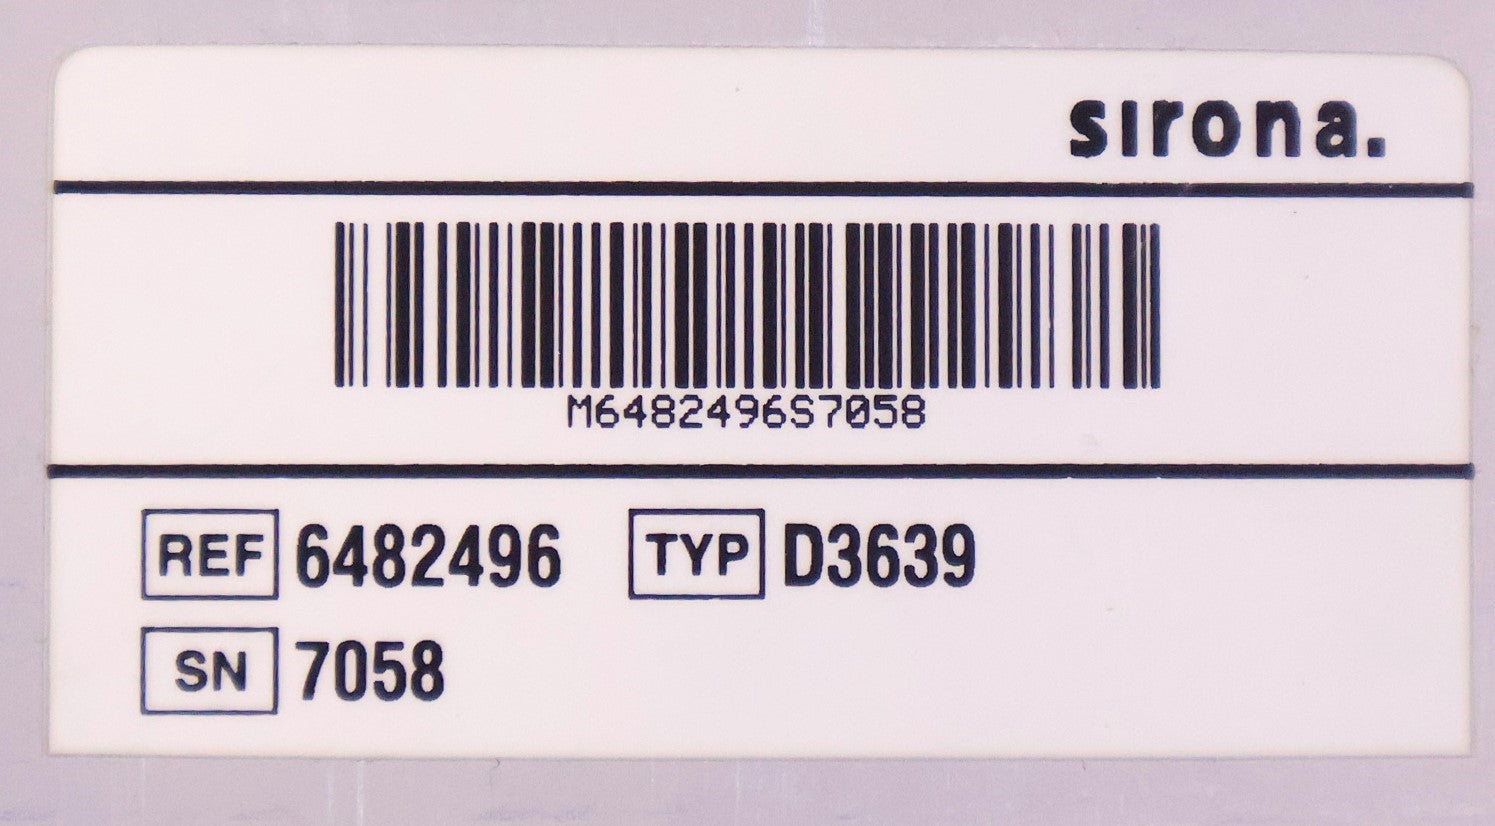 sirona.
M6482496S7058
REF 6482496 TYP D3639
SN 7058